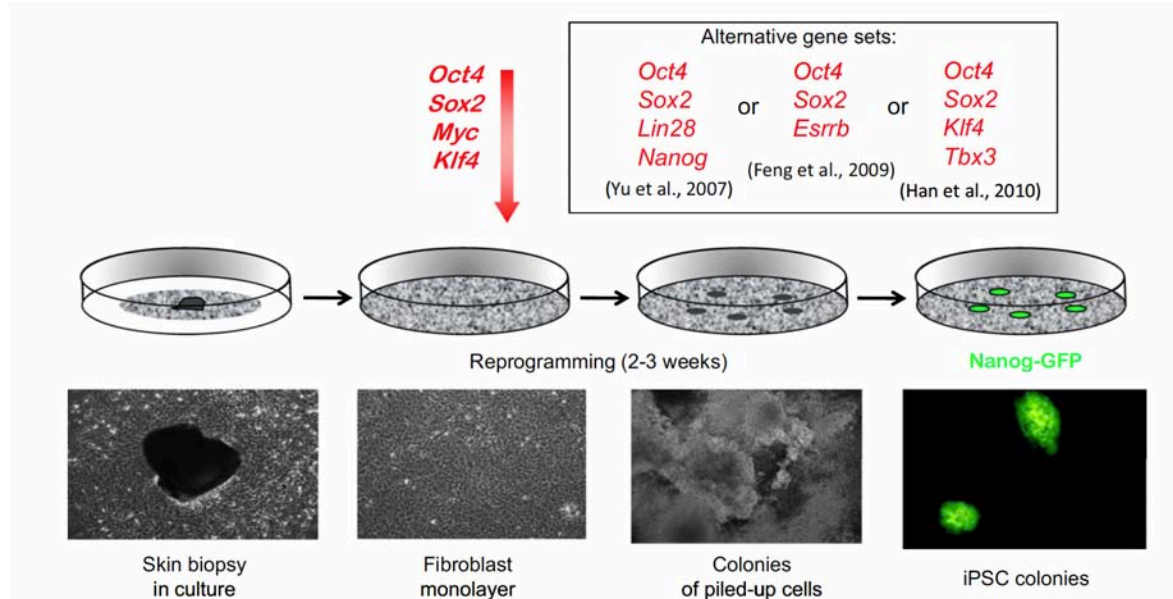 Oct4
Sox2
Myc
Klf4
Alternative gene sets:
Oct4
Sox2
Lin28
Nanog
(Yu et al., 2007)
or
Oct4
Sox2
Esrrb
(Feng et al., 2009)
or
Oct4
Sox2
Klf4
Tbx3
(Han et al., 2010)
Reprogramming (2-3 weeks)
Nanog-GFP
Skin biopsy
in culture
Fibroblast
monolayer
Colonies
of piled-up cells
iPSC colonies